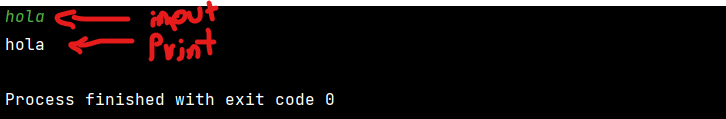 hola input
hola Print
Process finished with exit code 0